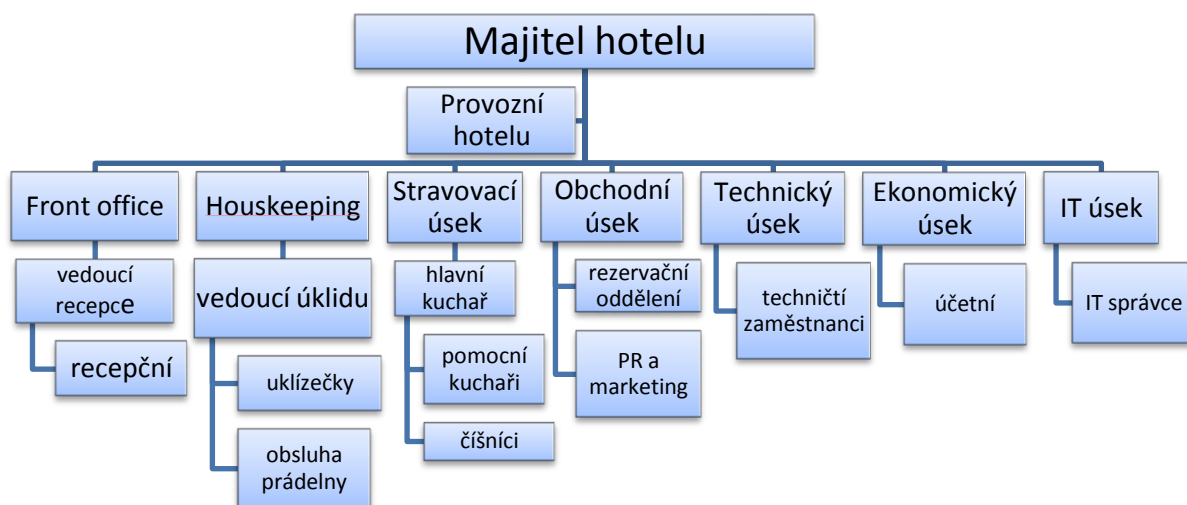 Majitel hotelu
Provozní
hotelu
Front office
Houskeeping
Stravovací
úsek
Obchodní
úsek
Technický
úsek
Ekonomický
úsek
IT úsek
vedoucí
recepce
recepční
vedoucí úklidu
uklízečky
obsluha
prádelny
hlavní
kuchař
pomocní
kuchaři
číšníci
rezervační
oddělení
PR a
marketing
techničtí
zaměstnanci
účetní
IT správce